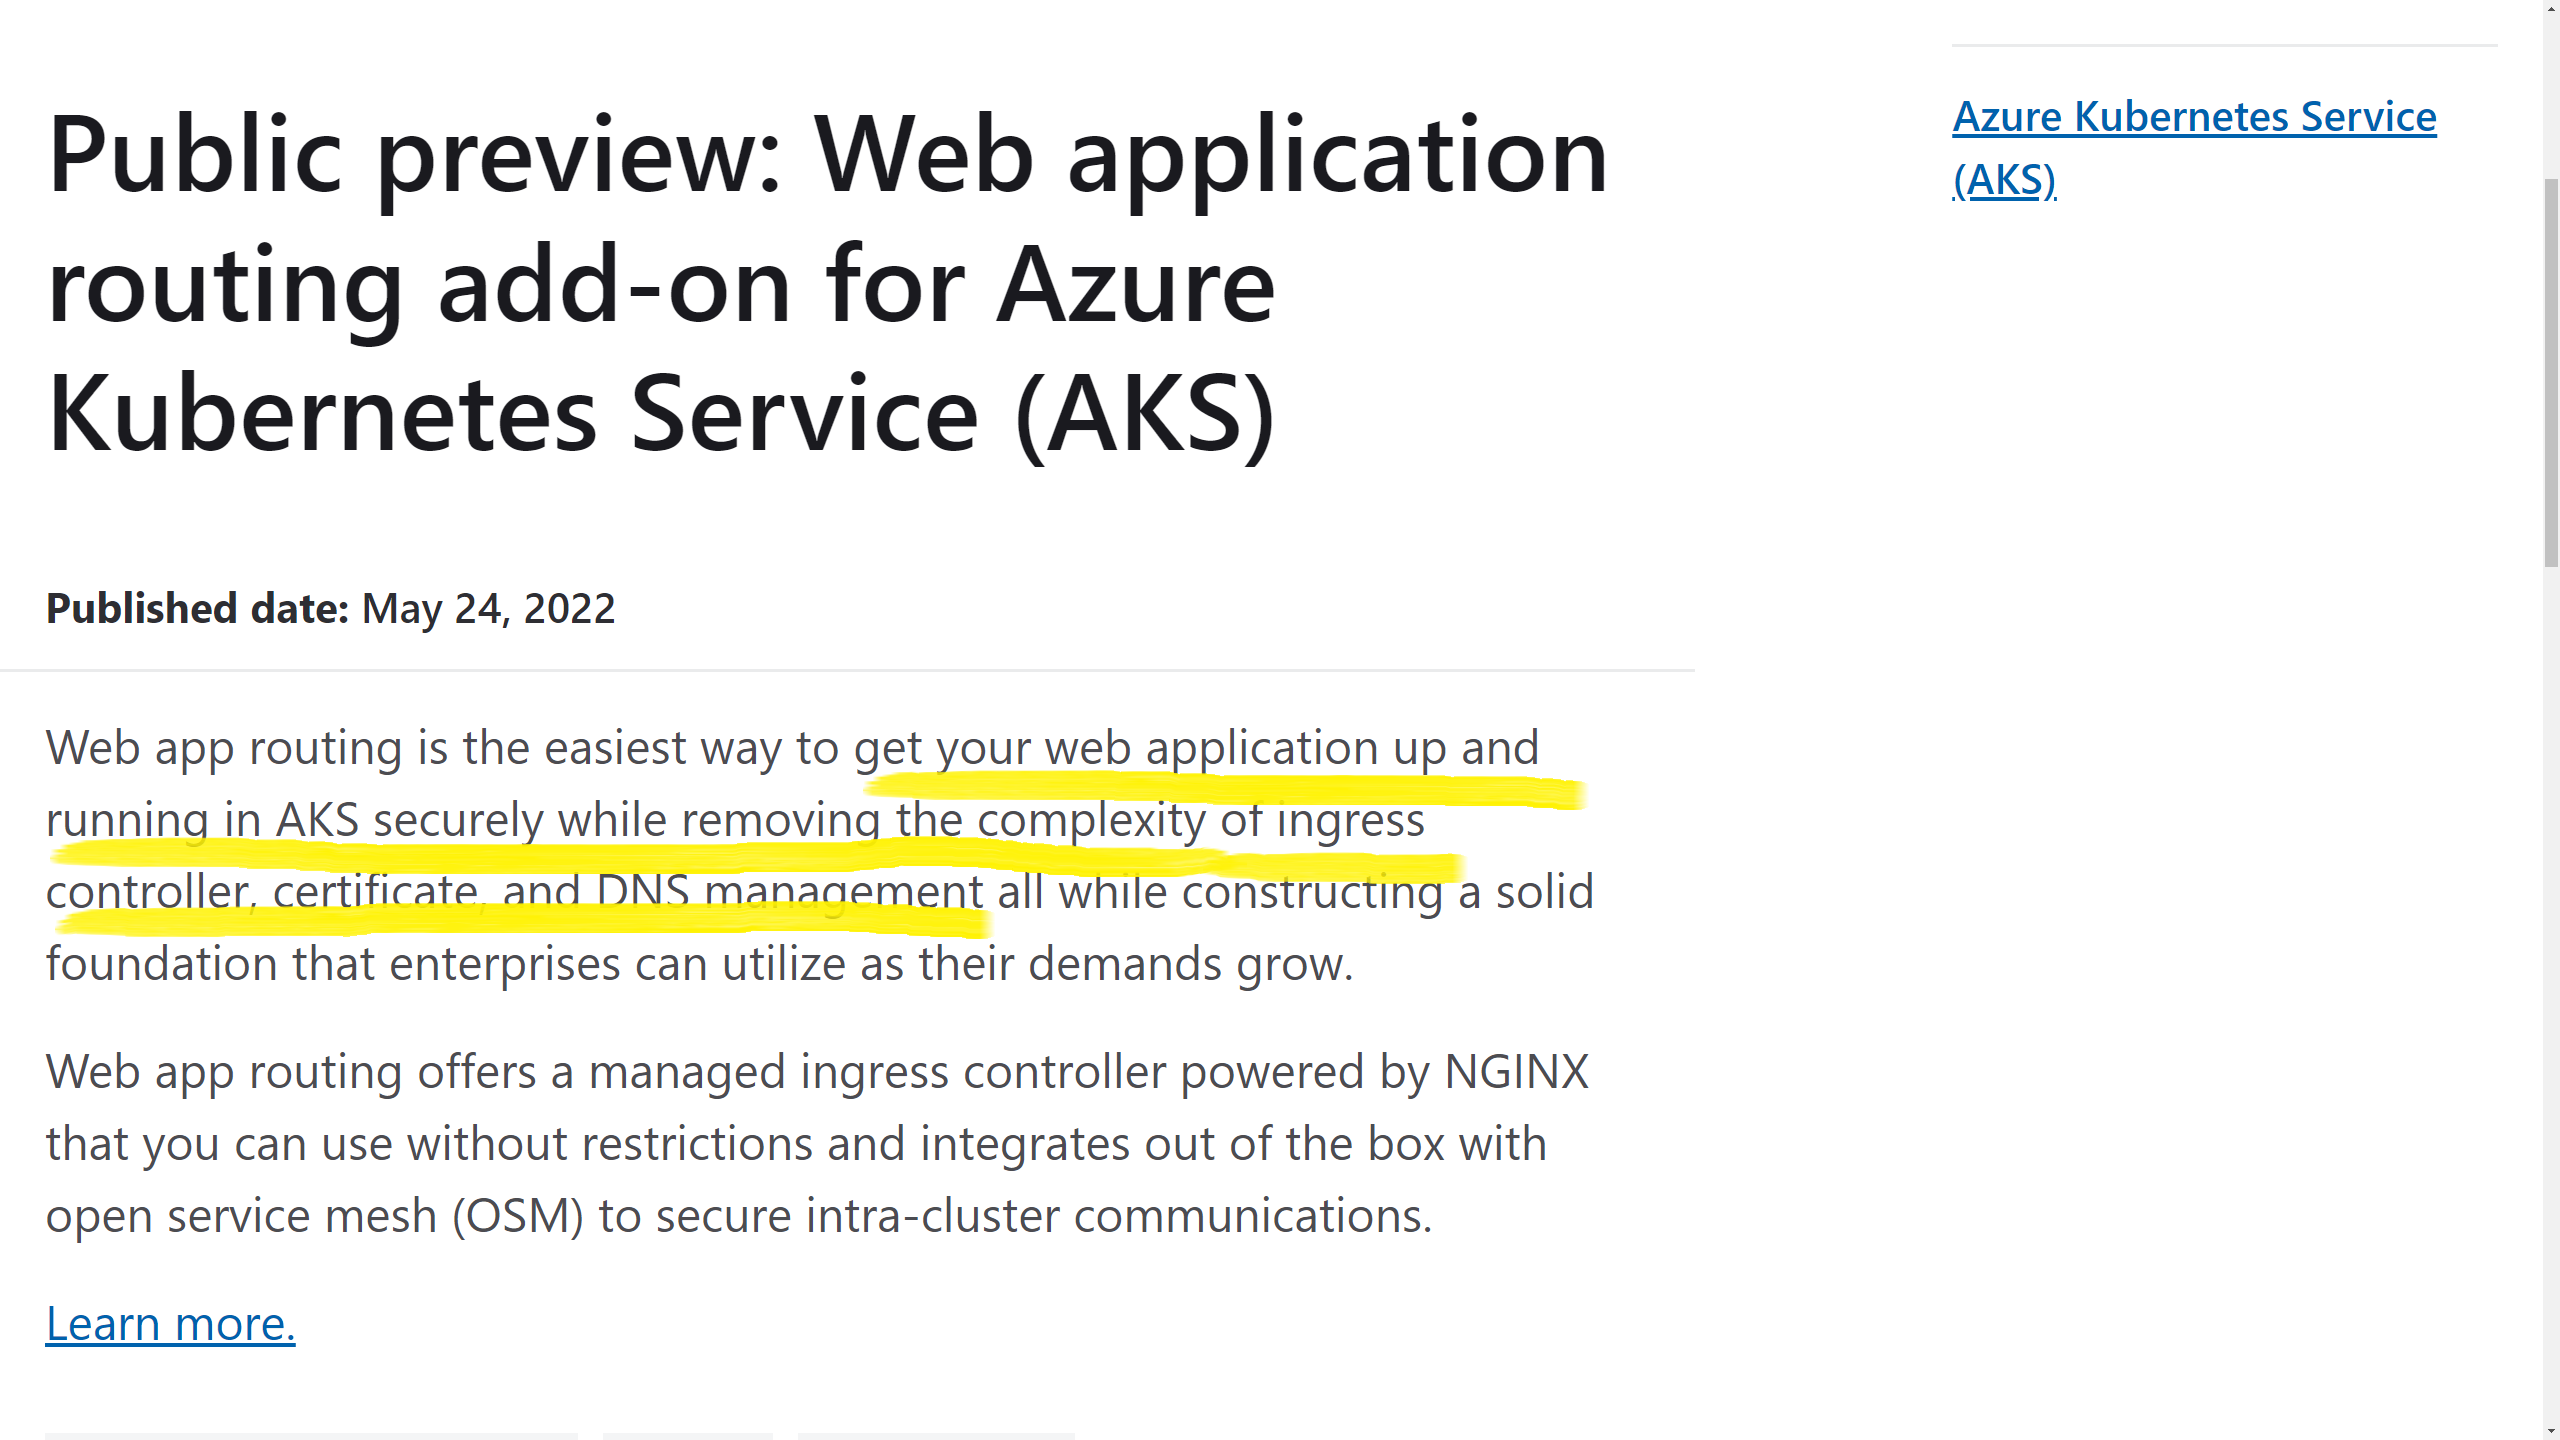 Public preview: Web application
routing add-on for Azure
Kubernetes Service (AKS)
Published date: May 24, 2022
Web app routing is the easiest way to get your web application up and
running in AKS securely while removing the complexity of ingress
controller, certificate, and DNS management all while constructing a solid
foundation that enterprises can utilize as their demands grow.
Web app routing offers a managed ingress controller powered by NGINX
that you can use without restrictions and integrates out of the box with
open service mesh (OSM) to secure intra-cluster communications.
Learn more.
Azure Kubernetes Service
(AKS)